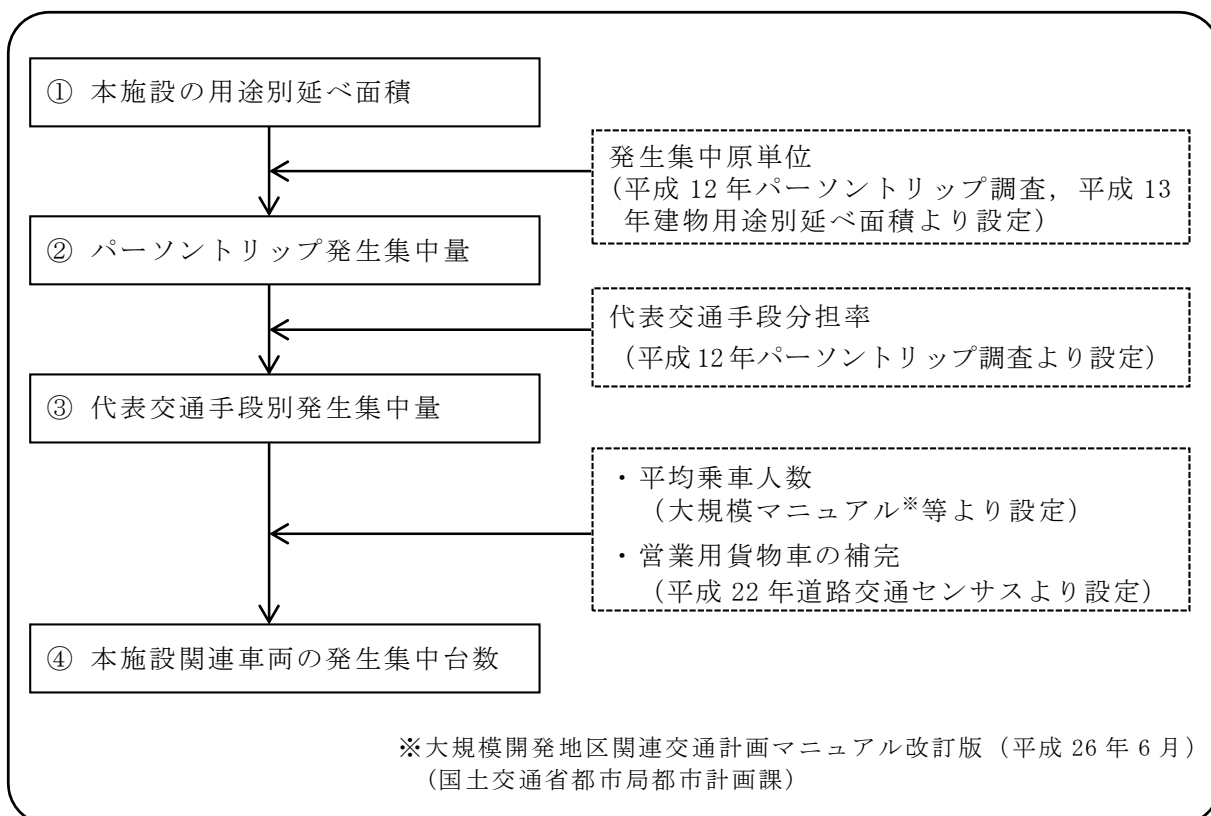 ① 本施設の用途別延べ面積
発生集中原単位
(平成 12 年パーソントリップ調査，平成 13
年建物用途別延べ面積より設定）
② パーソントリップ発生集中量
代表交通手段分担率
（平成 12 年パーソントリップ調査より設定）
③ 代表交通手段別発生集中量
・平均乗車人数
（大規模マニュアル※等より設定）
・営業用貨物車の補完
（平成 22 年道路交通センサスより設定）
④ 本施設関連車両の発生集中台数
※大規模開発地区関連交通計画マニュアル改訂版（平成 26 年 6 月）
（国土交通省都市局都市計画課）